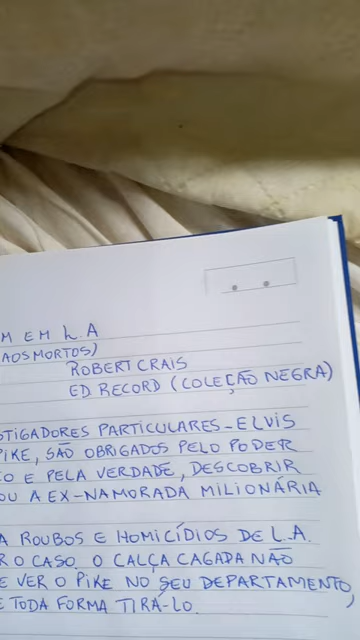 M EM L.A
AOS MORTOS)
ROBERT CRAIS
ED RECORD (COLEÇÃO NEGRA)
STIGADORES PARTICULARES - ELVIS
PIKE, SÃO OBRIGADOS PELO PODER
O E PELA VERDADE, DESCOBRIR
OU A EX-NAMORADA MILIONÁRIA
A ROUBOS E HOMICÍDIOS DE L.A.
R O CASO. O CALÇA CAGADA NÃO
E VER O PIKE NO SEU DEPARTAMENTO,
E TODA FORMA TIRÁ-LO.